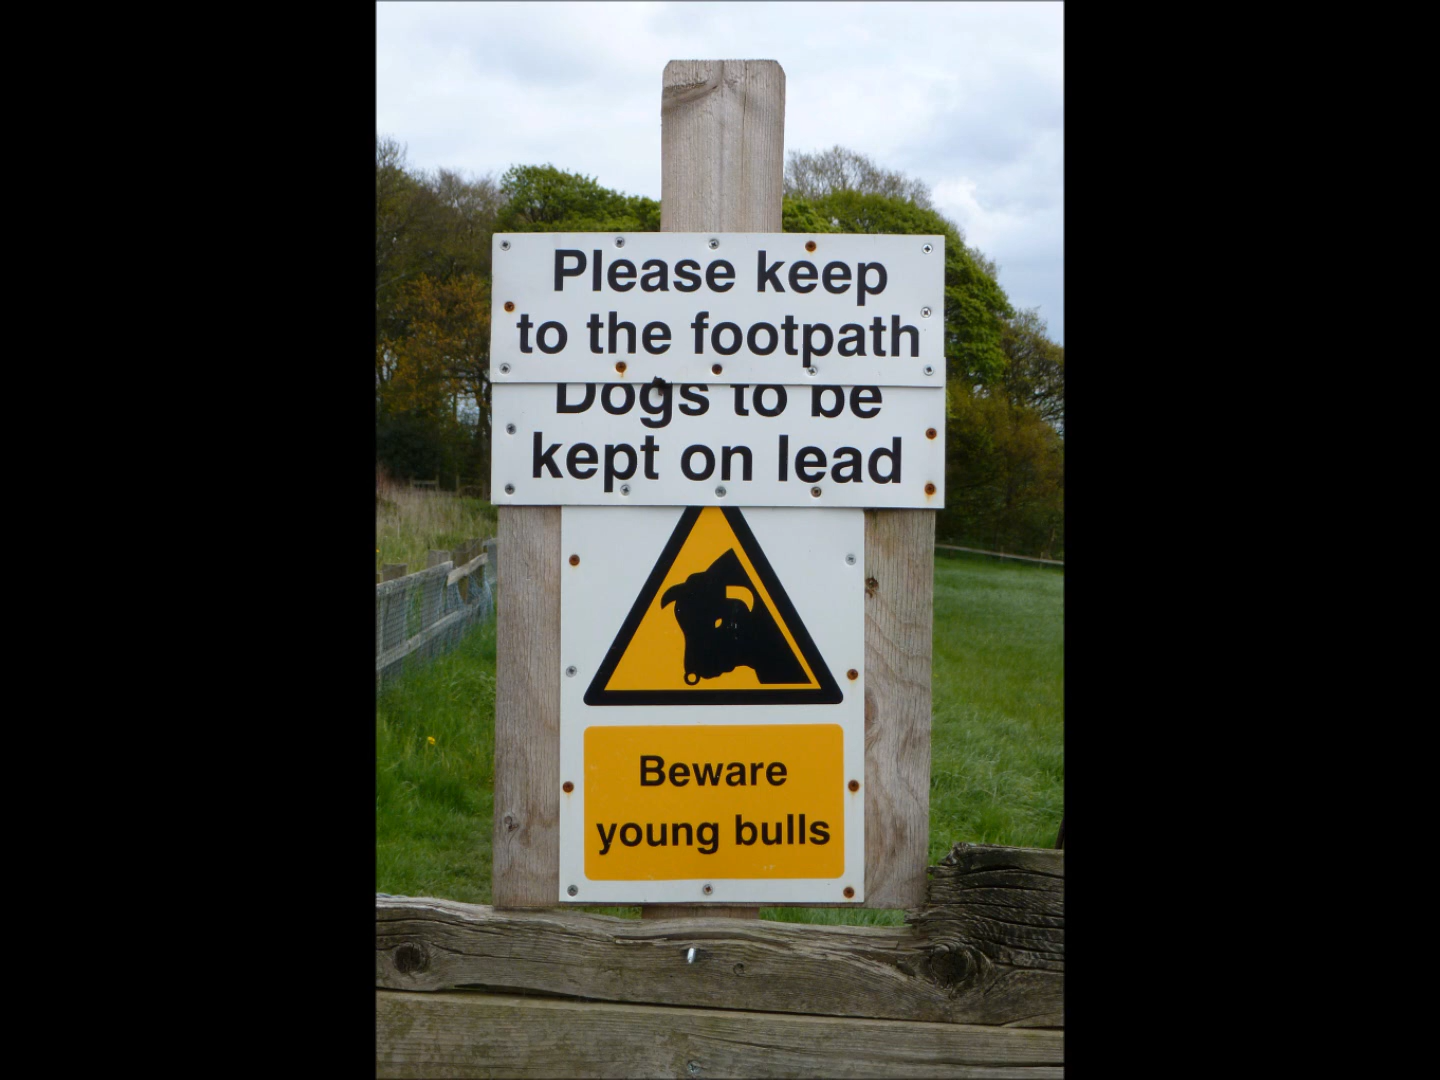 Please keep
to the footpath
Dogs to be
kept on lead
Beware
young bulls